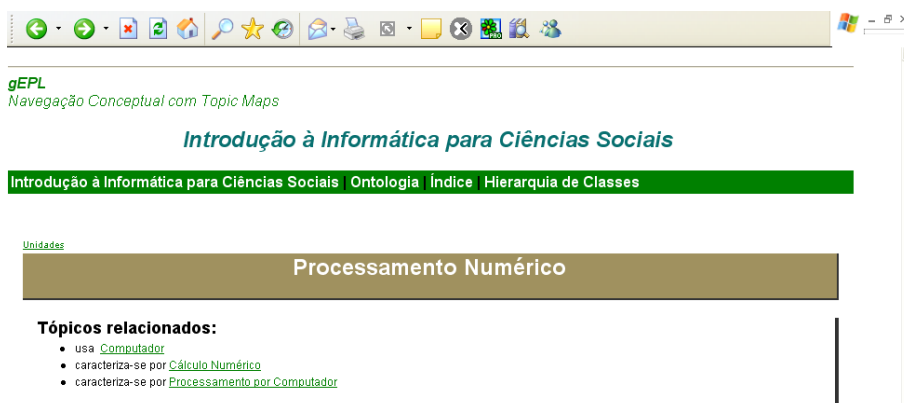 gEPL
Navegação Conceptual com Topic Maps
Introdução à Informática para Ciências Sociais
Introdução à Informática para Ciências Sociais | Ontologia | Índice | Hierarquia de Classes
Unidades
Processamento Numérico
Tópicos relacionados:
usa Computador
caracteriza-se por Cálculo Numérico
caracteriza-se por Processamento por Computador